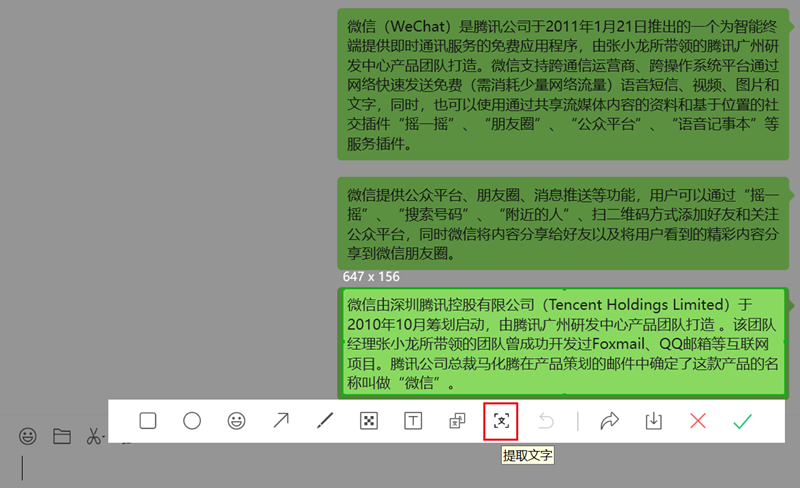 微信（WeChat）是腾讯公司于2011年1月21日推出的一个为智能终
端提供即时通讯服务的免费应用程序，由张小龙所带领的腾讯广州研
发中心产品团队打造。微信支持跨通信运营商、跨操作系统平台通过
网络快速发送免费（需消耗少量网络流量）语音短信、视频、图片和
文字，同时，也可以使用通过共享流媒体内容的资料和基于位置的社
交插件“摇一摇”、“朋友圈”、“公众平台”、“语音记事本”等
服务插件。
微信提供公众平台、朋友圈、消息推送等功能，用户可以通过“摇一
摇”、“搜索号码”、“附近的人”、扫二维码方式添加好友和关注
公众平台，同时微信将内容分享给好友以及将用户看到的精彩内容分
享到微信朋友圈。
647 x 156
微信由深圳腾讯控股有限公司（Tencent Holdings Limited）于
2010年10月筹划启动，由腾讯广州研发中心产品团队打造 。该团队
经理张小龙所带领的团队曾成功开发过Foxmail、QQ邮箱等互联网
项目。腾讯公司总裁马化腾在产品策划的邮件中确定了这款产品的名
称叫做“微信”。
提取文字